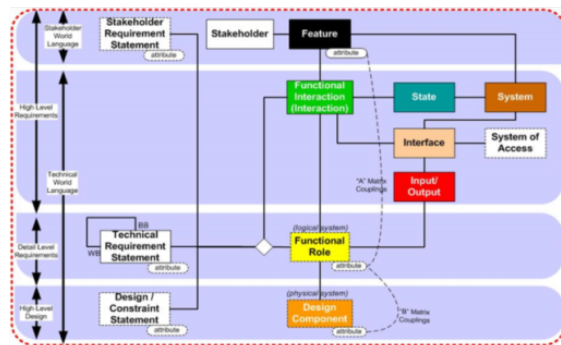 Stakeholder
World
Language
Stakeholder
Requirement
Statement
attribute
Stakeholder
Feature
attribute
High Level
Requirements
Technical
World
Language
Functional
Interaction
(Interaction)
State
System
Interface
System of
Access
"A" Matrix
Couplings
Input/
Output
Detail Level
Requirements
BB
WB
Technical
Requirement
Statement
attribute
(logical system)
Functional
Role
attribute
High-Level
Design
Design /
Constraint
Statement
attribute
(physical system)
Design
Component
attribute
"B" Matrix
Couplings